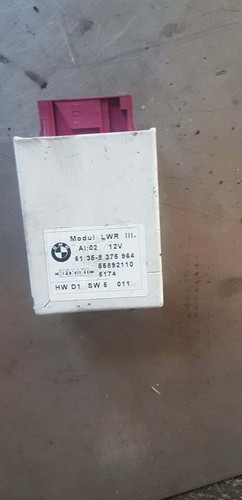 Modul LWR III.
AI:02 12V
61.35-8 375 964
55892110
5174
HW D1 SW 5 011